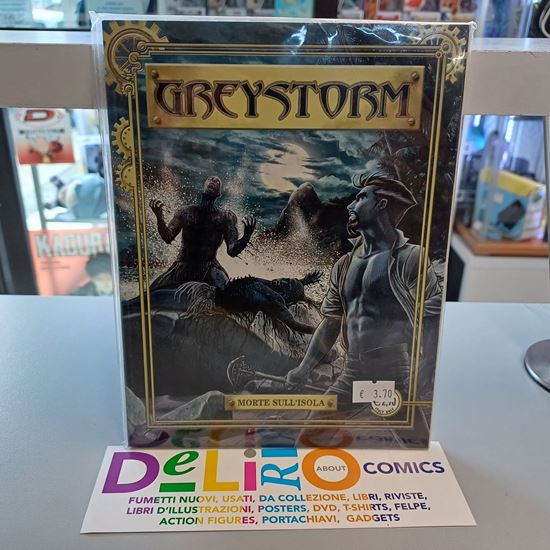 GREYSTORM
MORTE SULL'ISOLA
€ 3.70
DELIRIO
ABOUT
COMICS
FUMETTI NUOVI, USATI, DA COLLEZIONE, LIBRI, RIVISTE,
LIBRI D'ILLUSTRAZIONI, POSTERS, DVD, T-SHIRTS, FELPE,
ACTION FIGURES, PORTACHIAVI, GADGETS